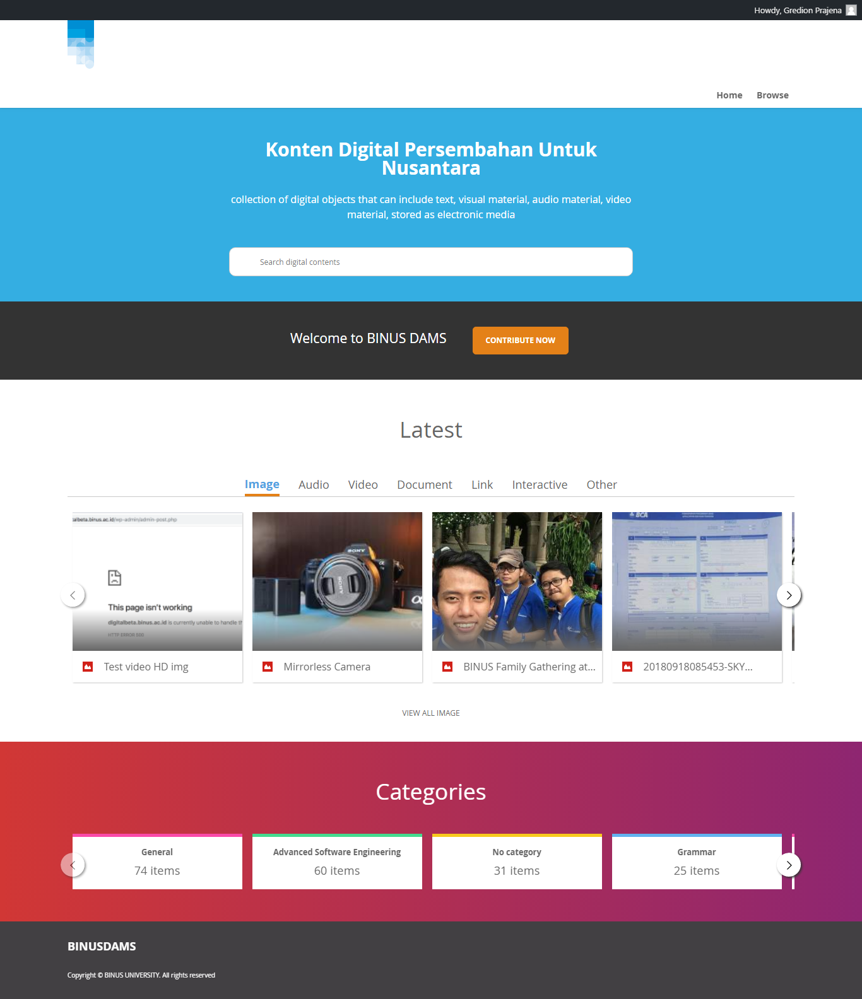 Howdy, Gredion Prajena
Home Browse
Konten Digital Persembahan Untuk
Nusantara
collection of digital objects that can include text, visual material, audio material, video
material, stored as electronic media
Search digital contents
Welcome to BINUS DAMS
CONTRIBUTE NOW
Latest
Image Audio Video Document Link Interactive Other
albeta.binus.ac.id/wp-admin/admin-post.php
This page isn't working
digitalbeta.binus.ac.id is currently unable to handle th
HTTP ERROR 500
SONY
SONY
α
BCA
Test video HD img
Mirrorless Camera
BINUS Family Gathering at...
20180918085453-SKY...
VIEW ALL IMAGE
Categories
General
74 items
Advanced Software Engineering
60 items
No category
31 items
Grammar
25 items
BINUSDAMS
Copyright © BINUS UNIVERSITY. All rights reserved